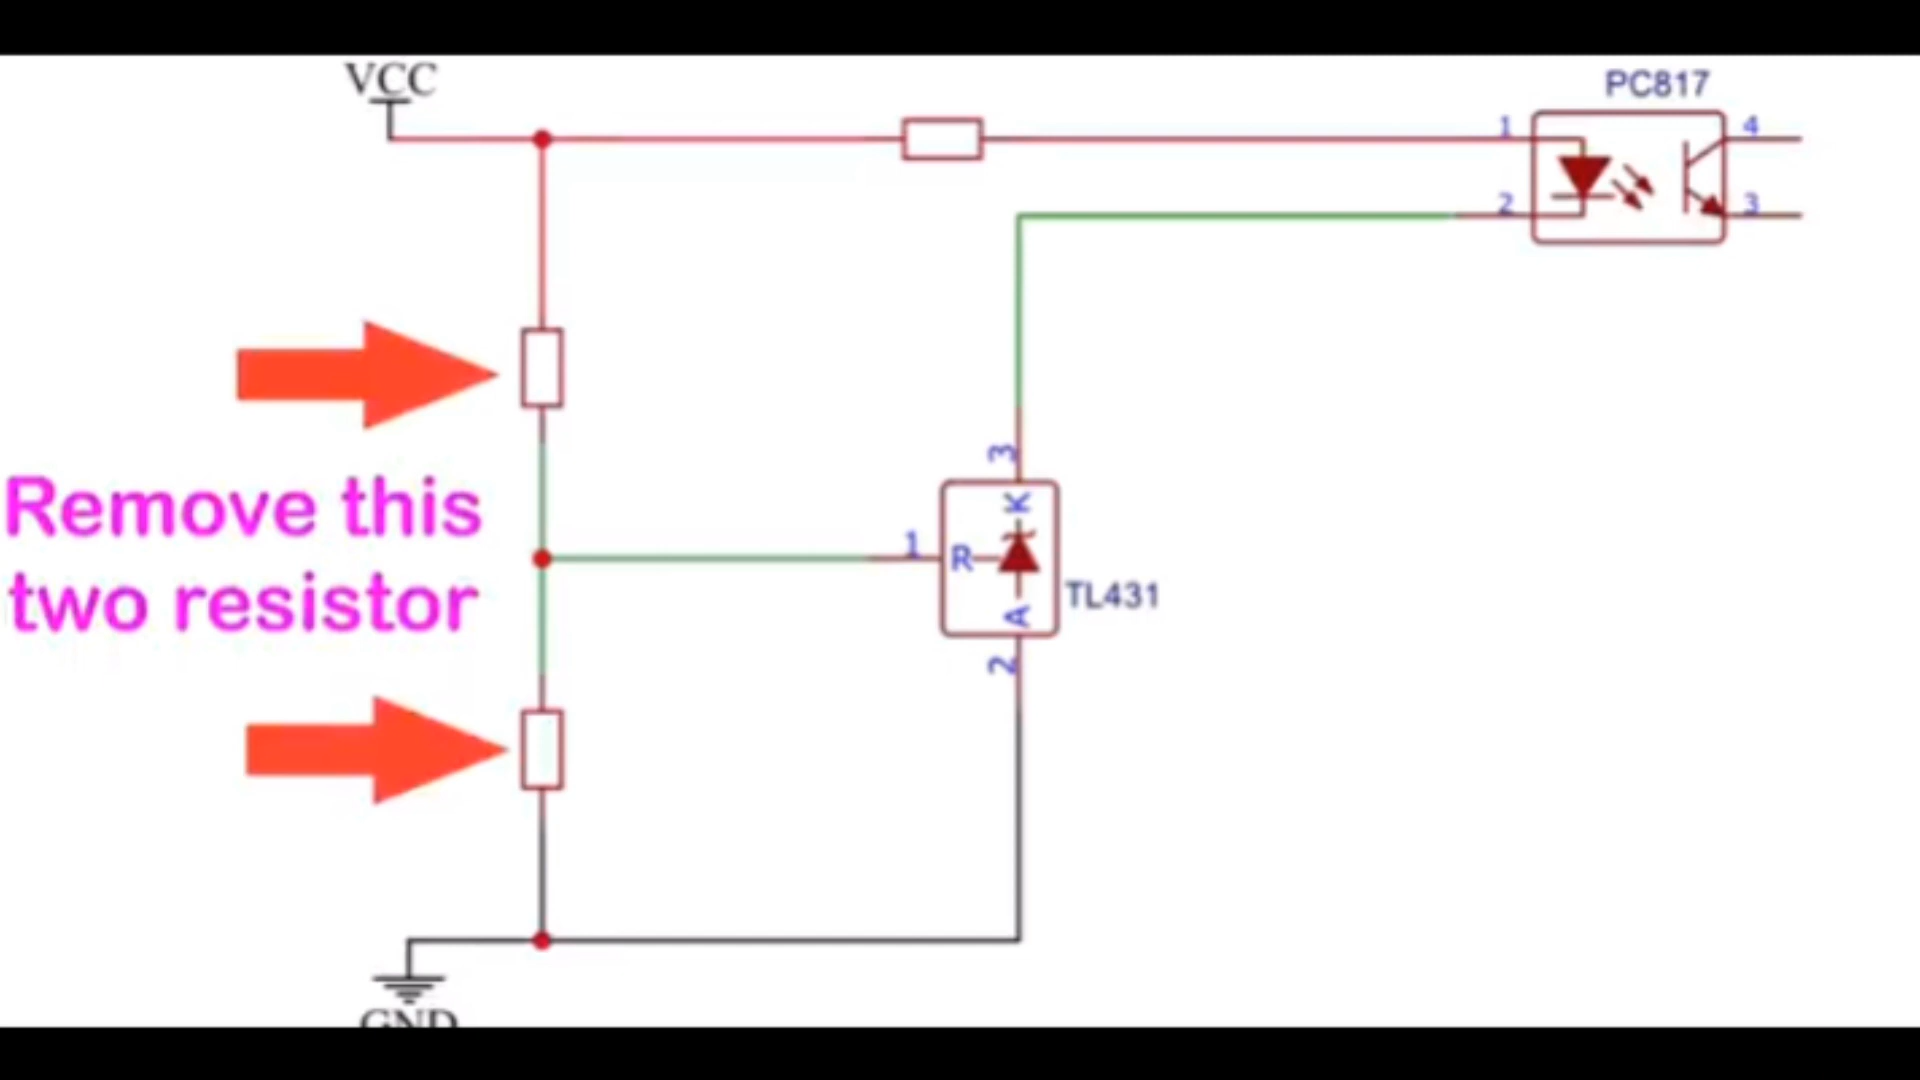 VCC
PC817
1
4
2
3
3
K
Remove this
two resistor
1
R
TL431
A
2
GND